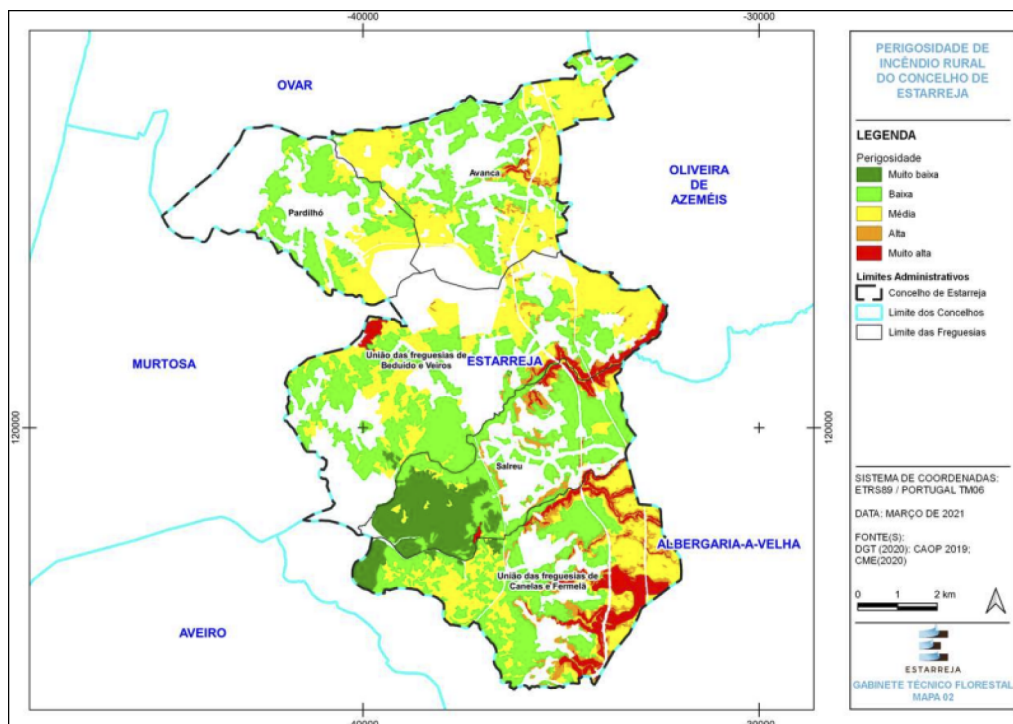 -40000
-30000
OVAR
Avanca
OLIVEIRA
DE
AZEMÉIS
Pardilhó
MURTOSA
União das freguesias de
Beduído e Veiros
ESTARREJA
120000
120000
Salreu
ALBERGARIA-A-VELHA
União das freguesias de
Canelas e Fermelã
AVEIRO
-40000
-30000
PERIGOSIDADE DE
INCÊNDIO RURAL
DO CONCELHO DE
ESTARREJA
LEGENDA
Perigosidade
Muito baixa
Baixa
Média
Alta
Muito alta
Limites Administrativos
Concelho de Estarreja
Limite dos Concelhos
Limite das Freguesias
SISTEMA DE COORDENADAS:
ETRS89 / PORTUGAL TM06
DATA: MARÇO DE 2021
FONTE(S):
DGT (2020): CAOP 2019;
CME(2020)
0 1 2 km
ESTARREJA
GABINETE TÉCNICO FLORESTAL
MAPA 02